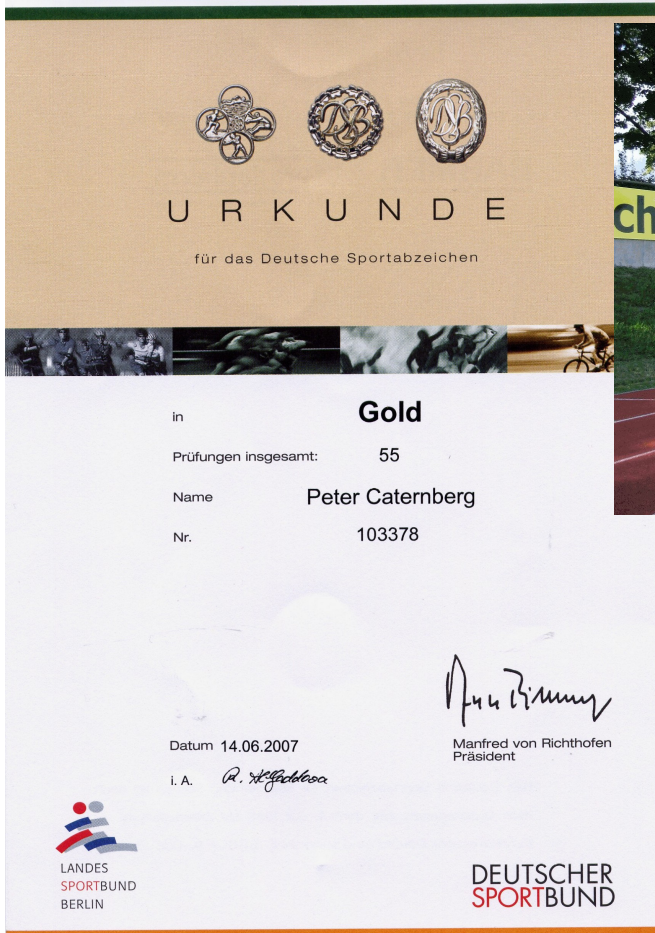 URKUNDE
für das Deutsche Sportabzeichen
in Gold
Prüfungen insgesamt: 55
Name Peter Caternberg
Nr. 103378
Manfred von Richthofen
Präsident
Datum 14.06.2007
i. A.
LANDES
SPORTBUND
BERLIN
DEUTSCHER
SPORTBUND
ch